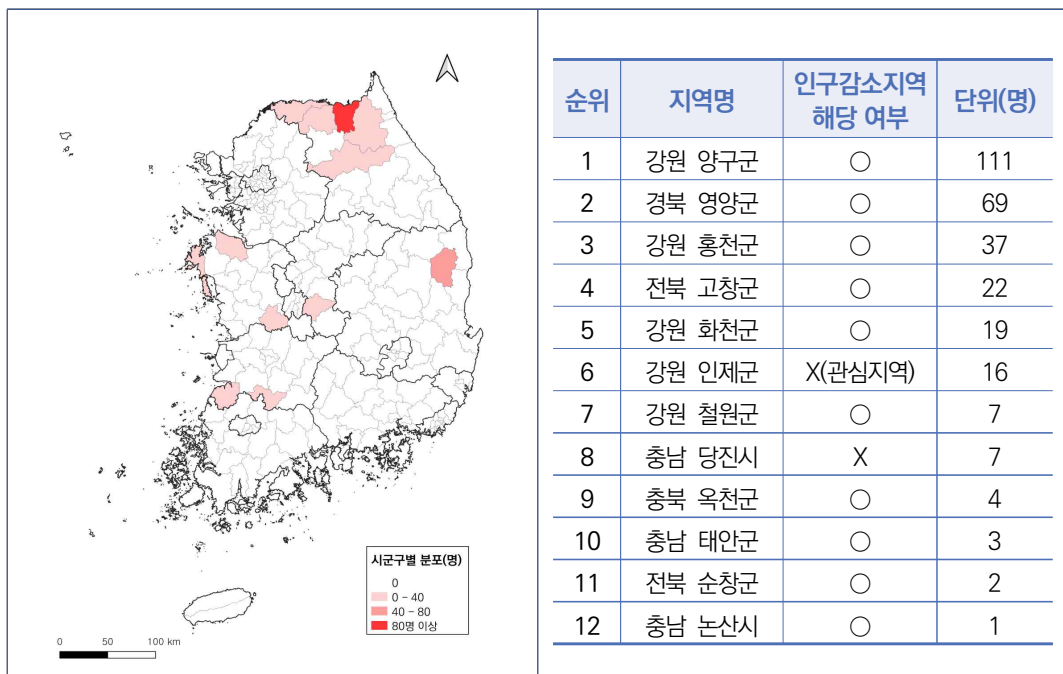 시군구별 분포(명)
0
0 - 40
40 - 80
80명 이상
0 50 100 km
순위 지역명 인구감소지역 해당 여부 단위(명)
1 강원 양구군 ○ 111
2 경북 영양군 ○ 69
3 강원 홍천군 ○ 37
4 전북 고창군 ○ 22
5 강원 화천군 ○ 19
6 강원 인제군 X(관심지역) 16
7 강원 철원군 ○ 7
8 충남 당진시 X 7
9 충북 옥천군 ○ 4
10 충남 태안군 ○ 3
11 전북 순창군 ○ 2
12 충남 논산시 ○ 1